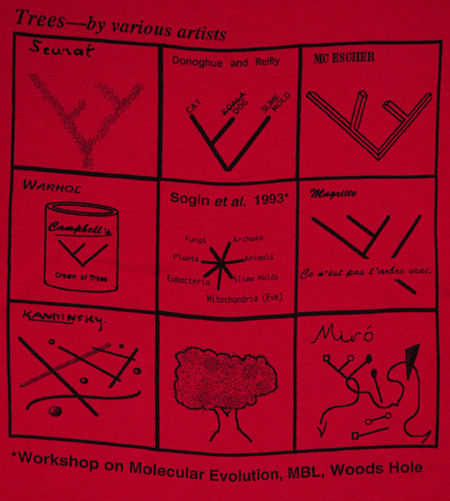 Trees—by various artists
Seurat
Donoghue and Reilly
CAT
KOALA
DOG
SLIME
MOLD
MC ESCHER
WARHOL
Campbell's
Cream of Trees
Sogin et al. 1993*
Fungi
Archaea
Plants
Animals
Eubacteria
Slime Molds
Mitochondria (Eve)
Magritte
Ce n'est pas l'arbre vrai.
KANDINSKY.
Miró
*Workshop on Molecular Evolution, MBL, Woods Hole